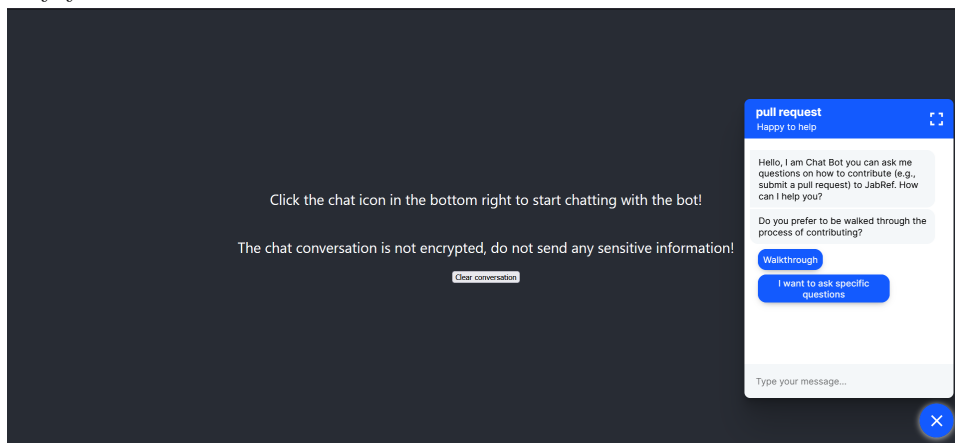 Click the chat icon in the bottom right to start chatting with the bot!
The chat conversation is not encrypted, do not send any sensitive information!
Clear conversation
pull request
Happy to help
Hello, I am Chat Bot you can ask me
questions on how to contribute (e.g.,
submit a pull request) to JabRef. How
can I help you?
Do you prefer to be walked through the
process of contributing?
Walkthrough
I want to ask specific
questions
Type your message...